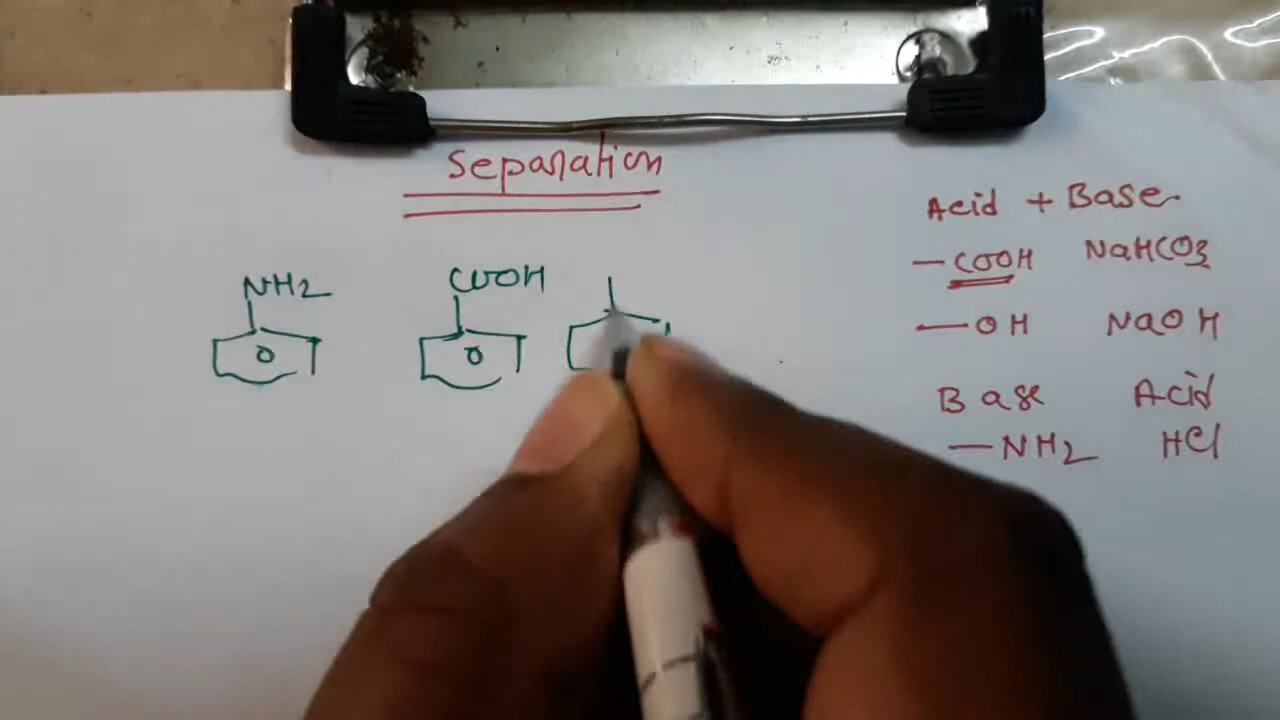 Separation
Acid + Base
-COOH NaHCO3
-OH NaOH
Base Acid
-NH2 HCl
NH2 COOH